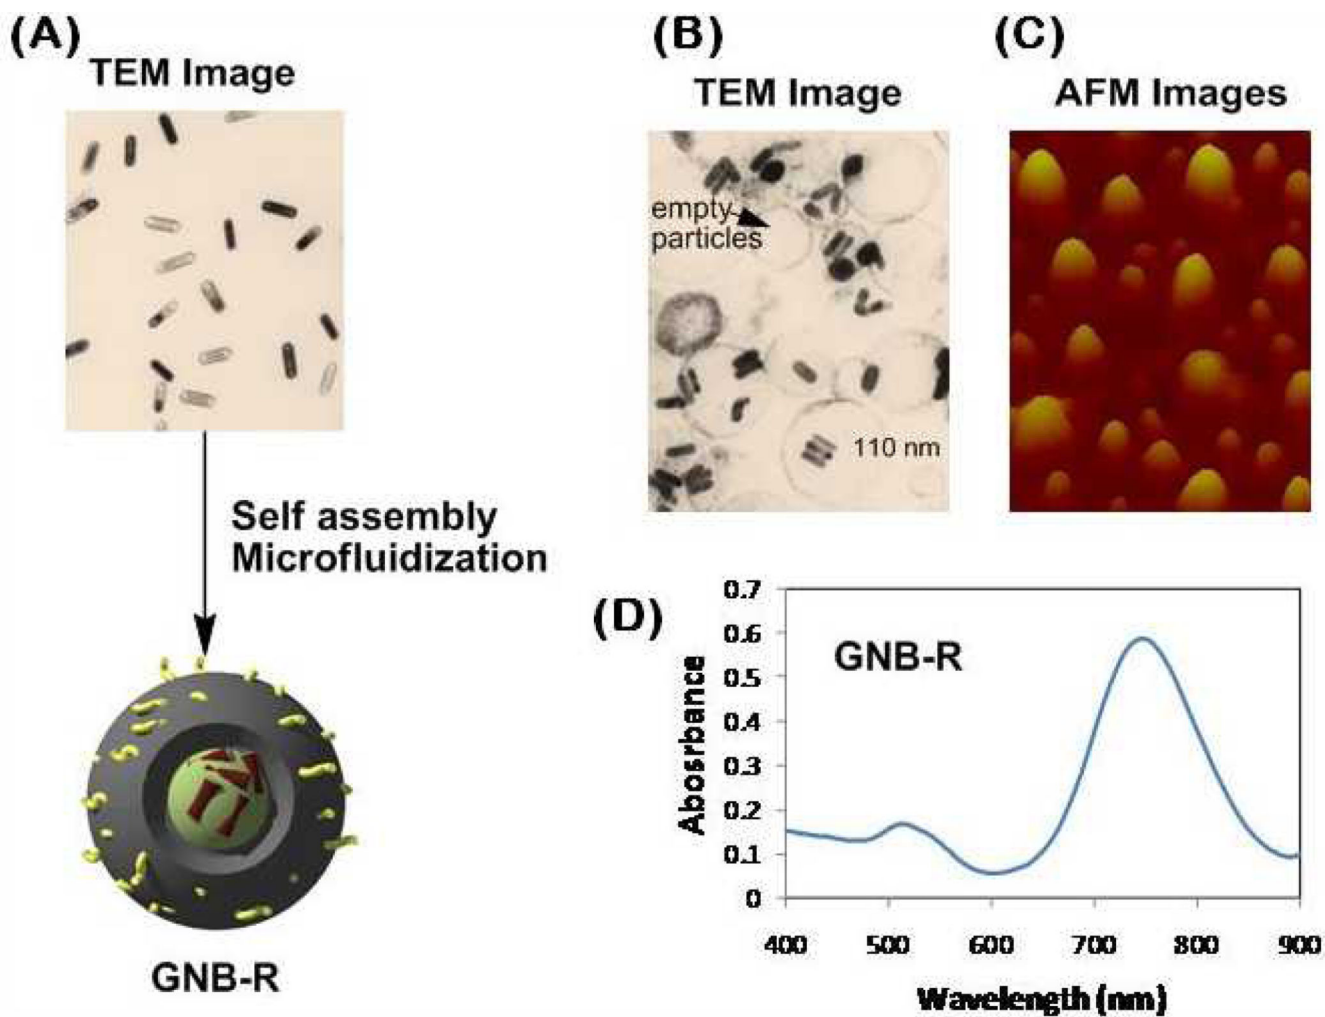 (A)
TEM Image
Self assembly
Microfluidization
GNB-R
(B)
TEM Image
empty
particles
110 nm
(C)
AFM Images
(D)
GNB-R
Abosrbance
0.7
0.6
0.5
0.4
0.3
0.2
0.1
0
400 500 600 700 800 900
Wavelength (nm)